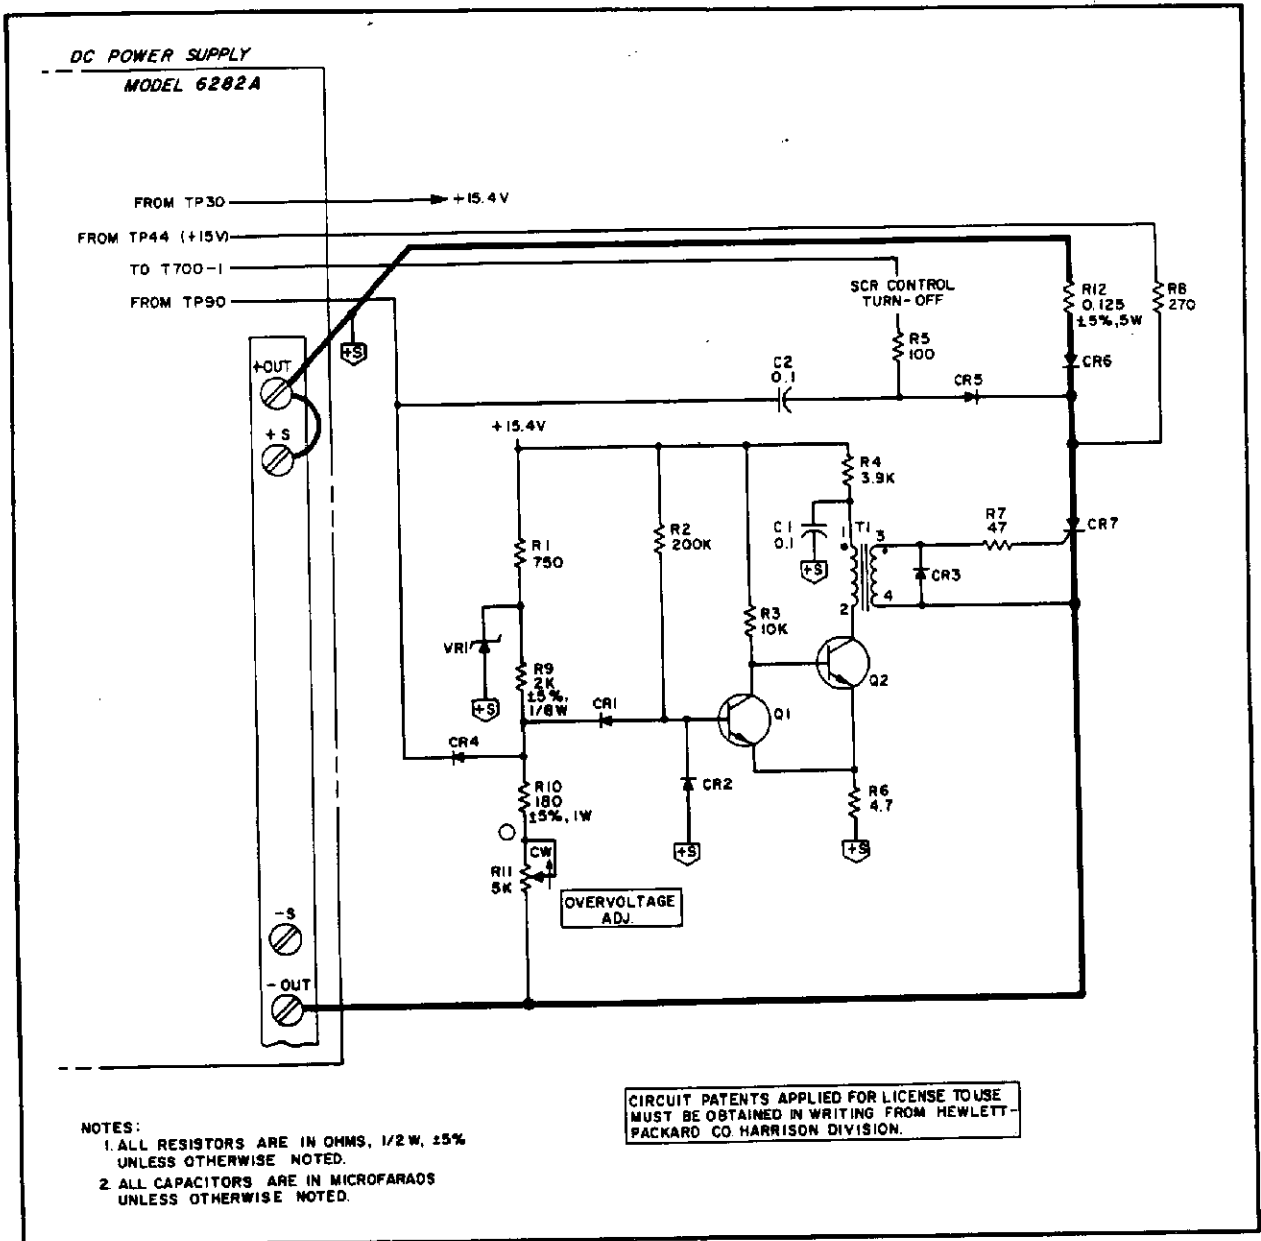 DC POWER SUPPLY
MODEL 6282A
FROM TP30
+15.4V
FROM TP44 (+15V)
TO T700-1
FROM TP90
SCR CONTROL
TURN-OFF
R12
0.125
±5%,5W
R8
270
+S
R5
100
CR6
+OUT
C2
0.1
CR5
+S
+15.4V
R4
3.9K
R1
750
R2
200K
C1
0.1
1
T1
3
R7
47
CR7
+S
CR3
2
4
R3
10K
VR1
R9
2K
±5%,
1/8W
Q2
+S
CR1
Q1
CR4
R10
180
±5%, 1W
CR2
R6
4.7
CW
+S
+S
R11
5K
OVERVOLTAGE
ADJ.
-S
- OUT
CIRCUIT PATENTS APPLIED FOR LICENSE TO USE
MUST BE OBTAINED IN WRITING FROM HEWLETT-
PACKARD CO. HARRISON DIVISION.
NOTES:
1. ALL RESISTORS ARE IN OHMS, 1/2 W, ±5%
UNLESS OTHERWISE NOTED.
2. ALL CAPACITORS ARE IN MICROFARADS
UNLESS OTHERWISE NOTED.